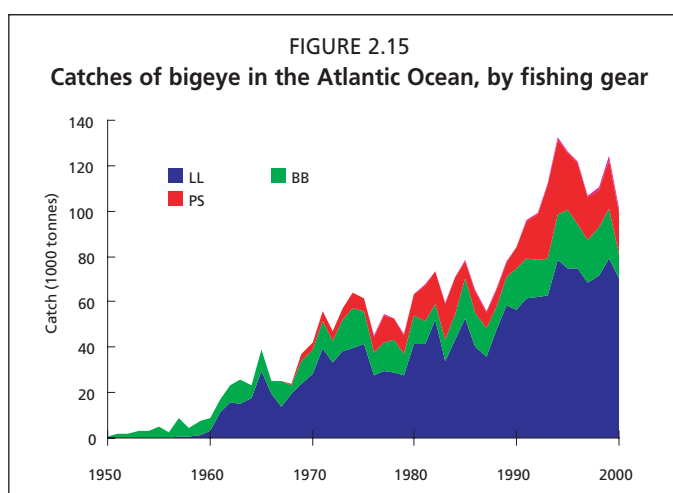 FIGURE 2.15
Catches of bigeye in the Atlantic Ocean, by fishing gear
Catch (1000 tonnes)
140
120
100
80
60
40
20
0
LL BB
PS
1950 1960 1970 1980 1990 2000